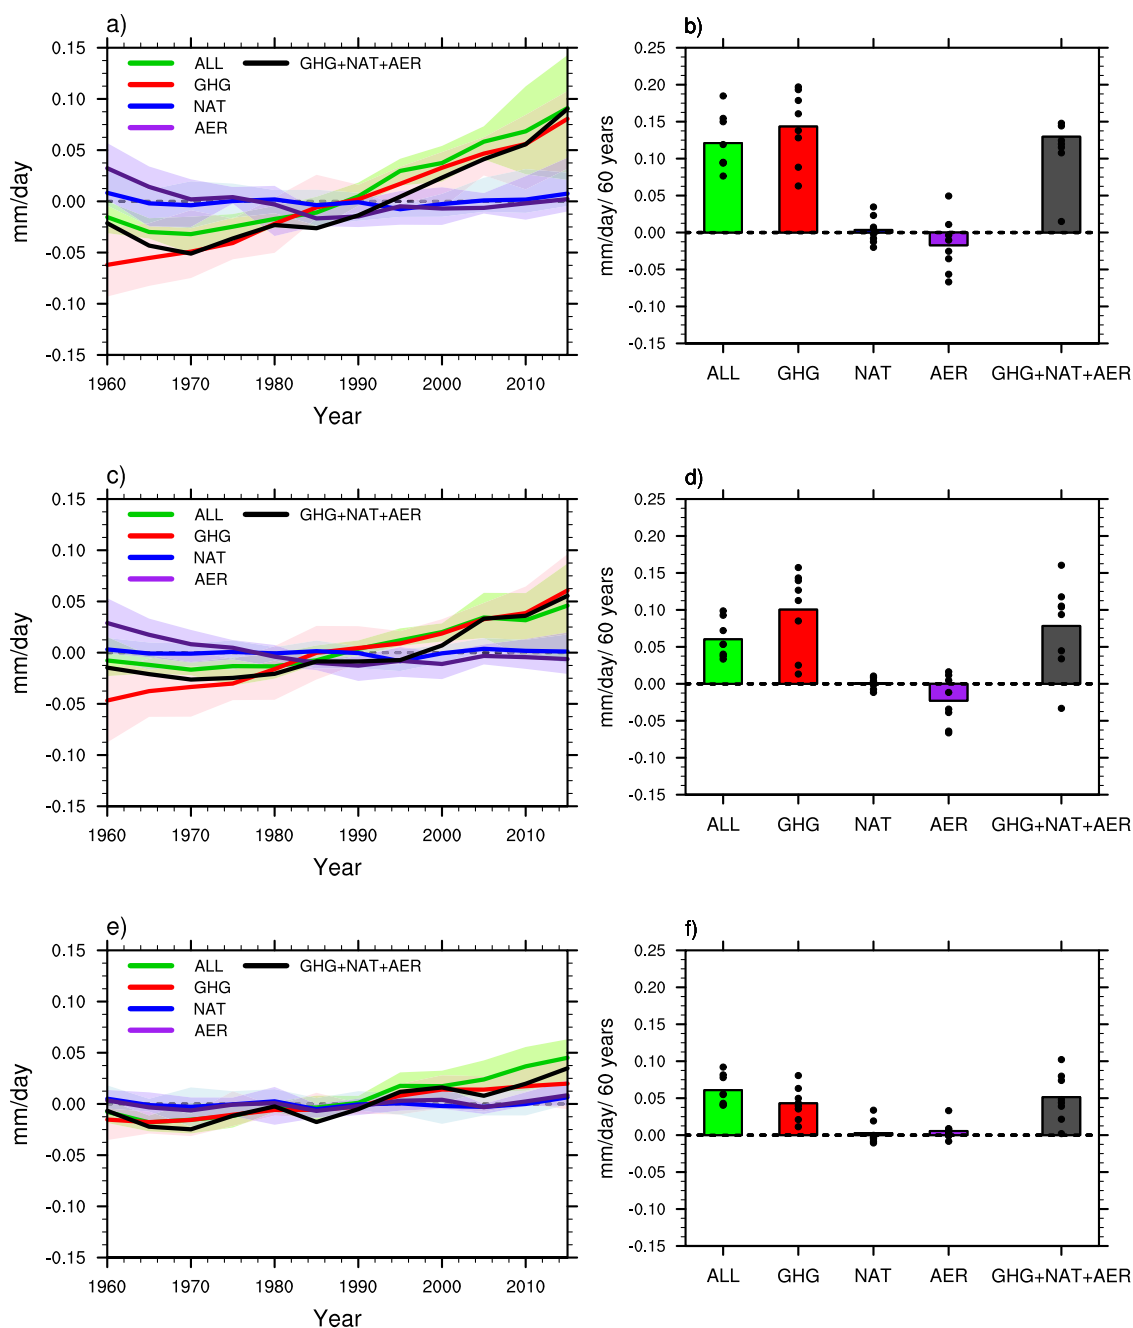 a)
0.15
0.10
0.05
0.00
-0.05
-0.10
-0.15
mm/day
ALL
GHG
NAT
AER
GHG+NAT+AER
1960 1970 1980 1990 2000 2010
Year
b)
0.25
0.20
0.15
0.10
0.05
0.00
-0.05
-0.10
-0.15
mm/day/ 60 years
ALL GHG NAT AER GHG+NAT+AER
c)
0.15
0.10
0.05
0.00
-0.05
-0.10
-0.15
mm/day
ALL
GHG
NAT
AER
GHG+NAT+AER
1960 1970 1980 1990 2000 2010
Year
d)
0.25
0.20
0.15
0.10
0.05
0.00
-0.05
-0.10
-0.15
mm/day/ 60 years
ALL GHG NAT AER GHG+NAT+AER
e)
0.15
0.10
0.05
0.00
-0.05
-0.10
-0.15
mm/day
ALL
GHG
NAT
AER
GHG+NAT+AER
1960 1970 1980 1990 2000 2010
Year
f)
0.25
0.20
0.15
0.10
0.05
0.00
-0.05
-0.10
-0.15
mm/day/ 60 years
ALL GHG NAT AER GHG+NAT+AER